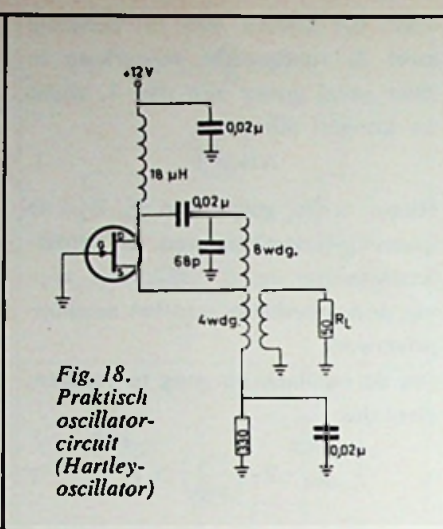 +12V
0,02µ
18 µH
0,02µ
D
S
68p
8wdg.
4wdg.
50
R_L
330
0,02µ
Fig. 18.
Praktisch
oscillator-
circuit
(Hartley-
oscillator)